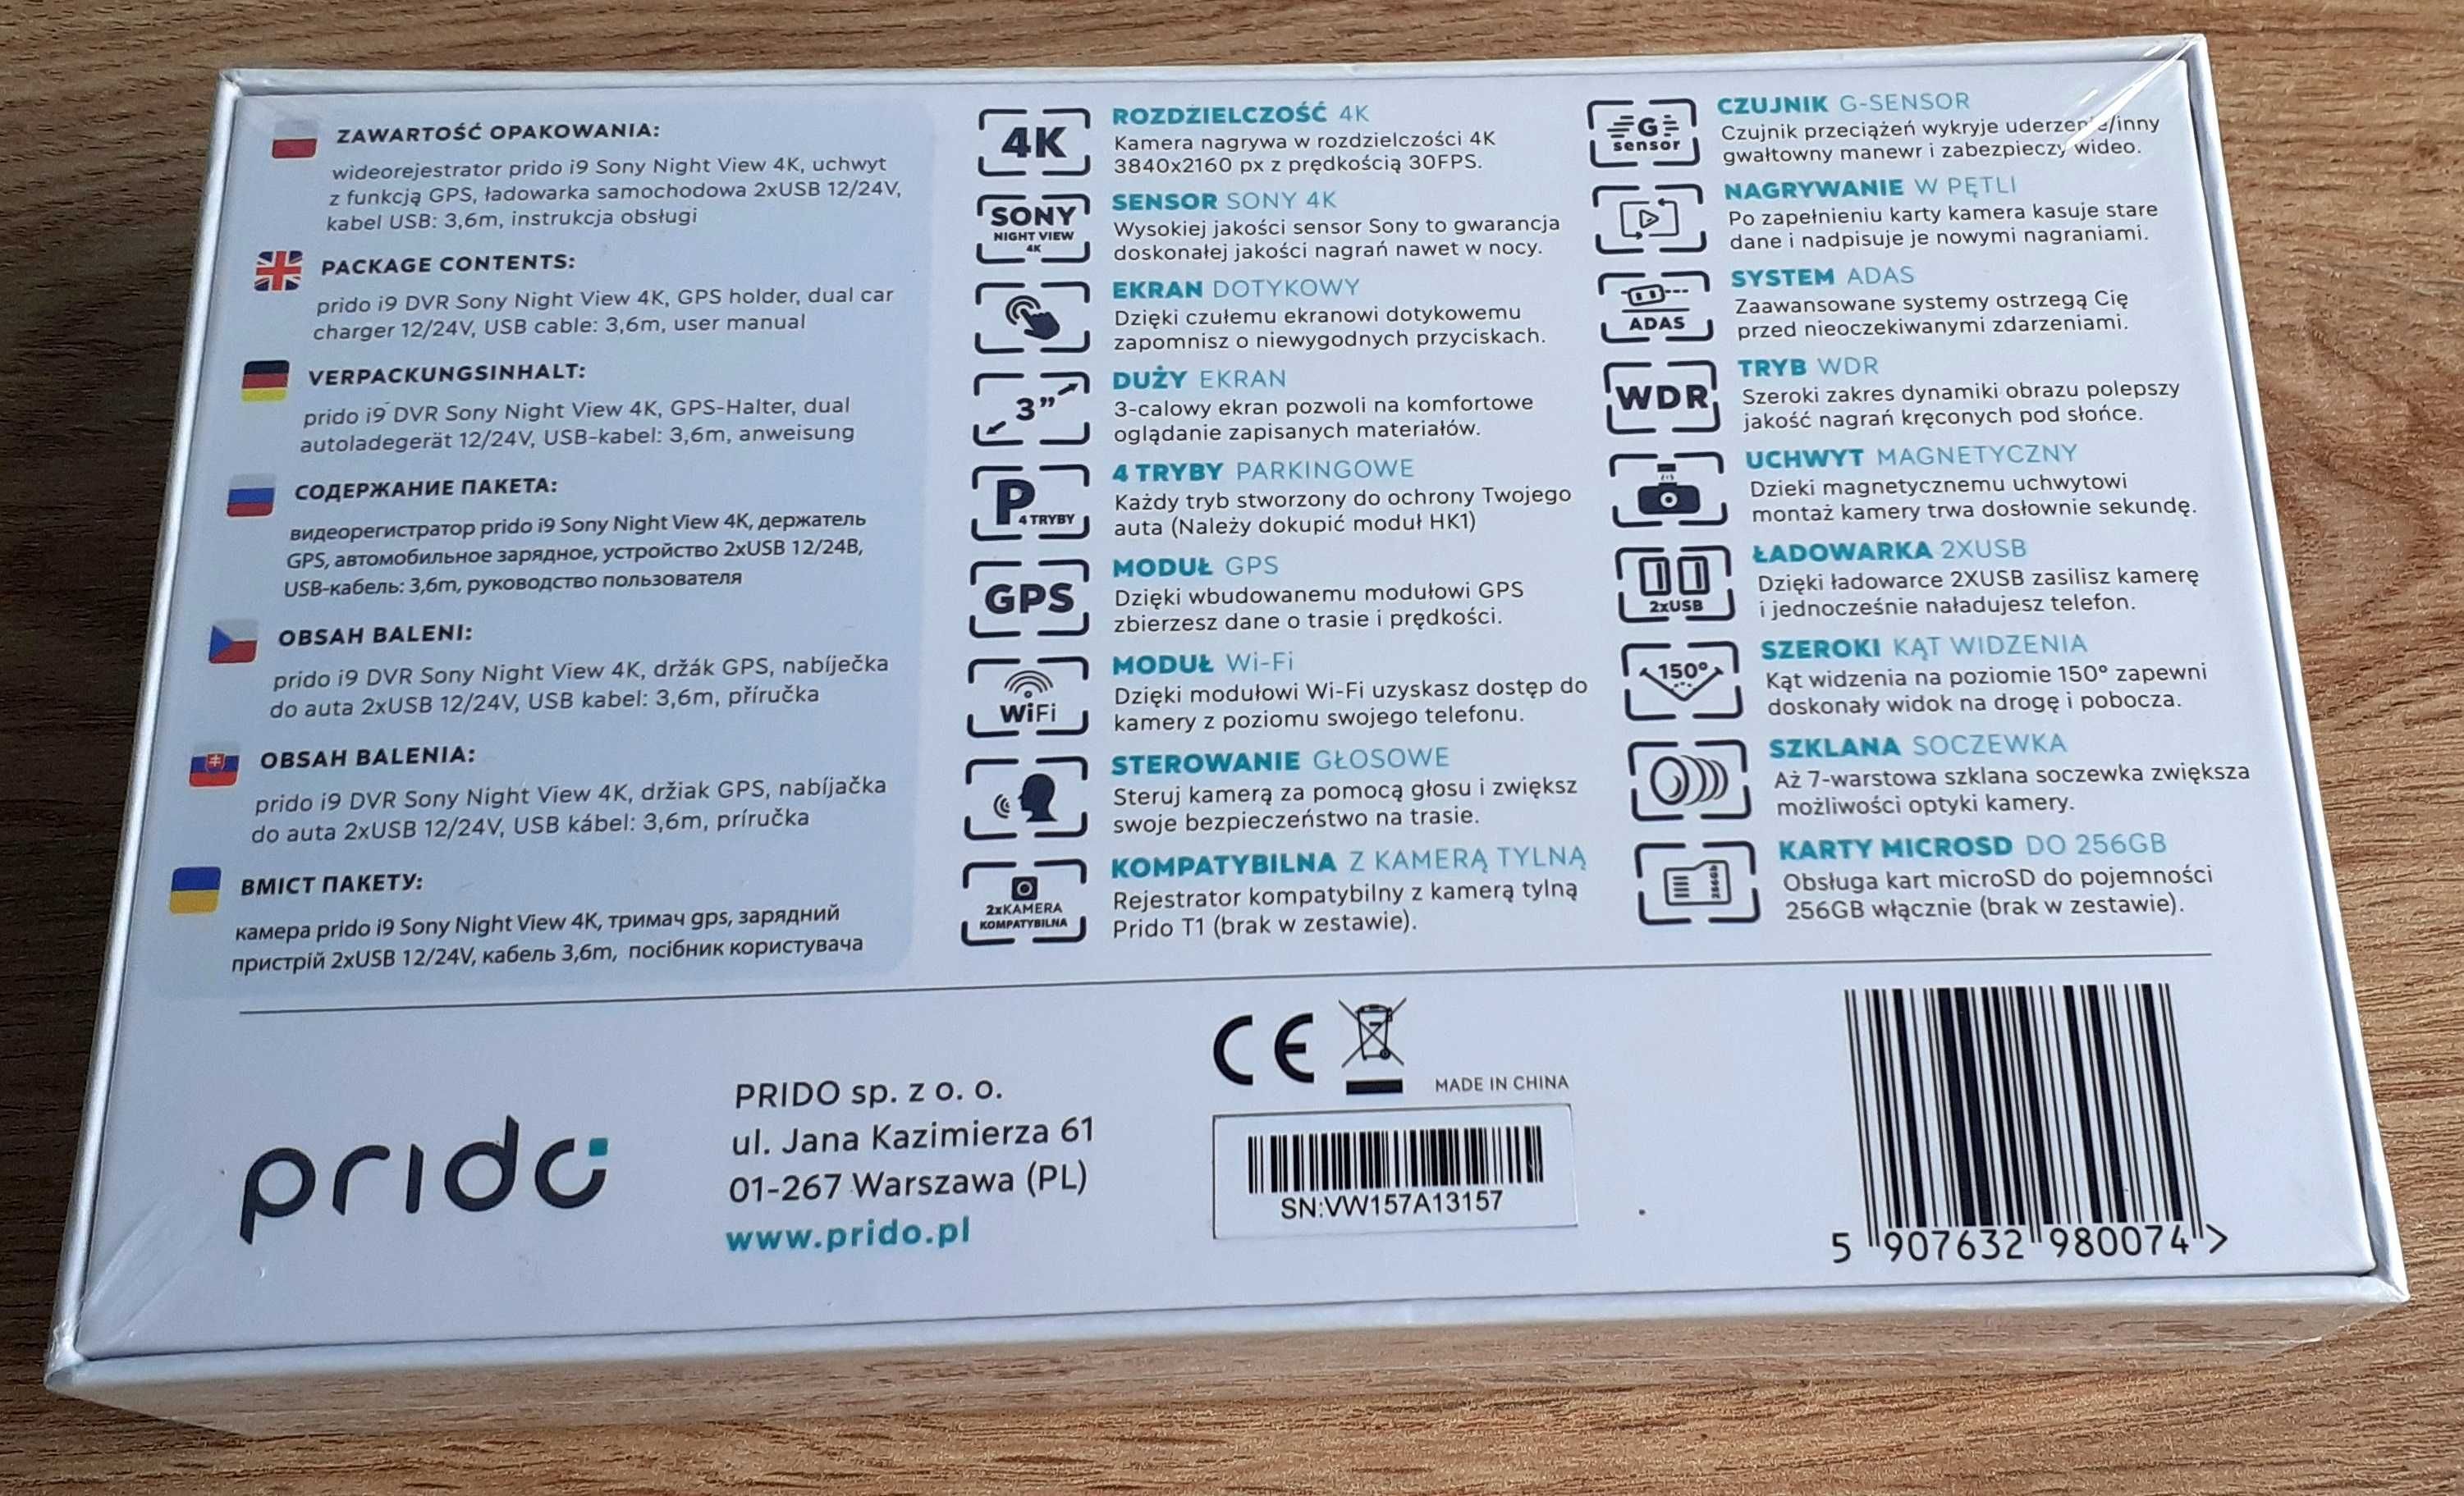 ZAWARTOŚĆ OPAKOWANIA:
wideorejestrator prido i9 Sony Night View 4K, uchwyt
z funkcją GPS, ładowarka samochodowa 2xUSB 12/24V,
kabel USB: 3,6m, instrukcja obsługi
PACKAGE CONTENTS:
prido i9 DVR Sony Night View 4K, GPS holder, dual car
charger 12/24V, USB cable: 3,6m, user manual
VERPACKUNGSINHALT:
prido i9 DVR Sony Night View 4K, GPS-Halter, dual
autoladegerät 12/24V, USB-kabel: 3,6m, anweisung
СОДЕРЖАНИЕ ПАКЕТА:
видеорегистратор prido i9 Sony Night View 4K, держатель
GPS, автомобильное зарядное, устройство 2xUSB 12/24В,
USB-кабель: 3,6m, руководство пользователя
OBSAH BALENI:
prido i9 DVR Sony Night View 4K, držák GPS, nabíječka
do auta 2xUSB 12/24V, USB kabel: 3,6m, příručka
OBSAH BALENIA:
prido i9 DVR Sony Night View 4K, držiak GPS, nabíjačka
do auta 2xUSB 12/24V, USB kábel: 3,6m, príručka
ВМІСТ ПАКЕТУ:
камера prido i9 Sony Night View 4K, тримач gps, зарядний
пристрій 2xUSB 12/24V, кабель 3,6m, посібник користувача
4K
ROZDZIELCZOŚĆ 4K
Kamera nagrywa w rozdzielczości 4K
3840x2160 px z prędkością 30FPS.
SONY
NIGHT VIEW
4K
SENSOR SONY 4K
Wysokiej jakości sensor Sony to gwarancja
doskonałej jakości nagrań nawet w nocy.
EKRAN DOTYKOWY
Dzięki czułemu ekranowi dotykowemu
zapomnisz o niewygodnych przyciskach.
3”
DUŻY EKRAN
3-calowy ekran pozwoli na komfortowe
oglądanie zapisanych materiałów.
P
4 TRYBY
4 TRYBY PARKINGOWE
Każdy tryb stworzony do ochrony Twojego
auta (Należy dokupić moduł HK1)
GPS
MODUŁ GPS
Dzięki wbudowanemu modułowi GPS
zbierzesz dane o trasie i prędkości.
WiFi
MODUŁ Wi-Fi
Dzięki modułowi Wi-Fi uzyskasz dostęp do
kamery z poziomu swojego telefonu.
STEROWANIE GŁOSOWE
Steruj kamerą za pomocą głosu i zwiększ
swoje bezpieczeństwo na trasie.
2xKAMERA
KOMPATYBILNA
KOMPATYBILNA Z KAMERĄ TYLNĄ
Rejestrator kompatybilny z kamerą tylną
Prido T1 (brak w zestawie).
G
sensor
CZUJNIK G-SENSOR
Czujnik przeciążeń wykryje uderzenie/inny
gwałtowny manewr i zabezpieczy wideo.
NAGRYWANIE W PĘTLI
Po zapełnieniu karty kamera kasuje stare
dane i nadpisuje je nowymi nagraniami.
ADAS
SYSTEM ADAS
Zaawansowane systemy ostrzegą Cię
przed nieoczekiwanymi zdarzeniami.
WDR
TRYB WDR
Szeroki zakres dynamiki obrazu polepszy
jakość nagrań kręconych pod słońce.
UCHWYT MAGNETYCZNY
Dzieki magnetycznemu uchwytowi
montaż kamery trwa dosłownie sekundę.
2xUSB
ŁADOWARKA 2XUSB
Dzięki ładowarce 2XUSB zasilisz kamerę
i jednocześnie naładujesz telefon.
150°
SZEROKI KĄT WIDZENIA
Kąt widzenia na poziomie 150° zapewni
doskonały widok na drogę i pobocza.
SZKLANA SOCZEWKA
Aż 7-warstowa szklana soczewka zwiększa
możliwości optyki kamery.
256Gb
KARTY MICROSD DO 256GB
Obsługa kart microSD do pojemności
256GB włącznie (brak w zestawie).
prido
PRIDO sp. z o. o.
ul. Jana Kazimierza 61
01-267 Warszawa (PL)
www.prido.pl
CE
MADE IN CHINA
SN:VW157A13157
5 907632 980074 >